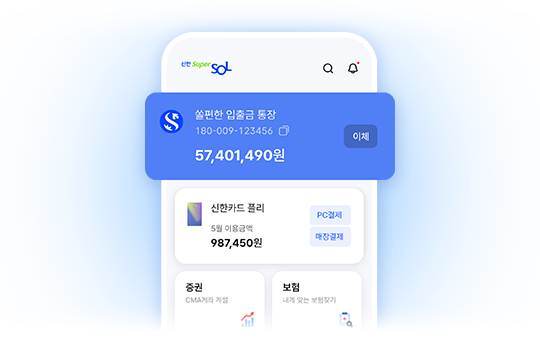 신한 Super SOL
쏠편한 입출금 통장
180-009-123456
57,401,490원
이체
신한카드 플리
5월 이용금액
987,450원
PC결제
매장결제
증권
CMA계좌 개설
보험
내게 맞는 보험찾기